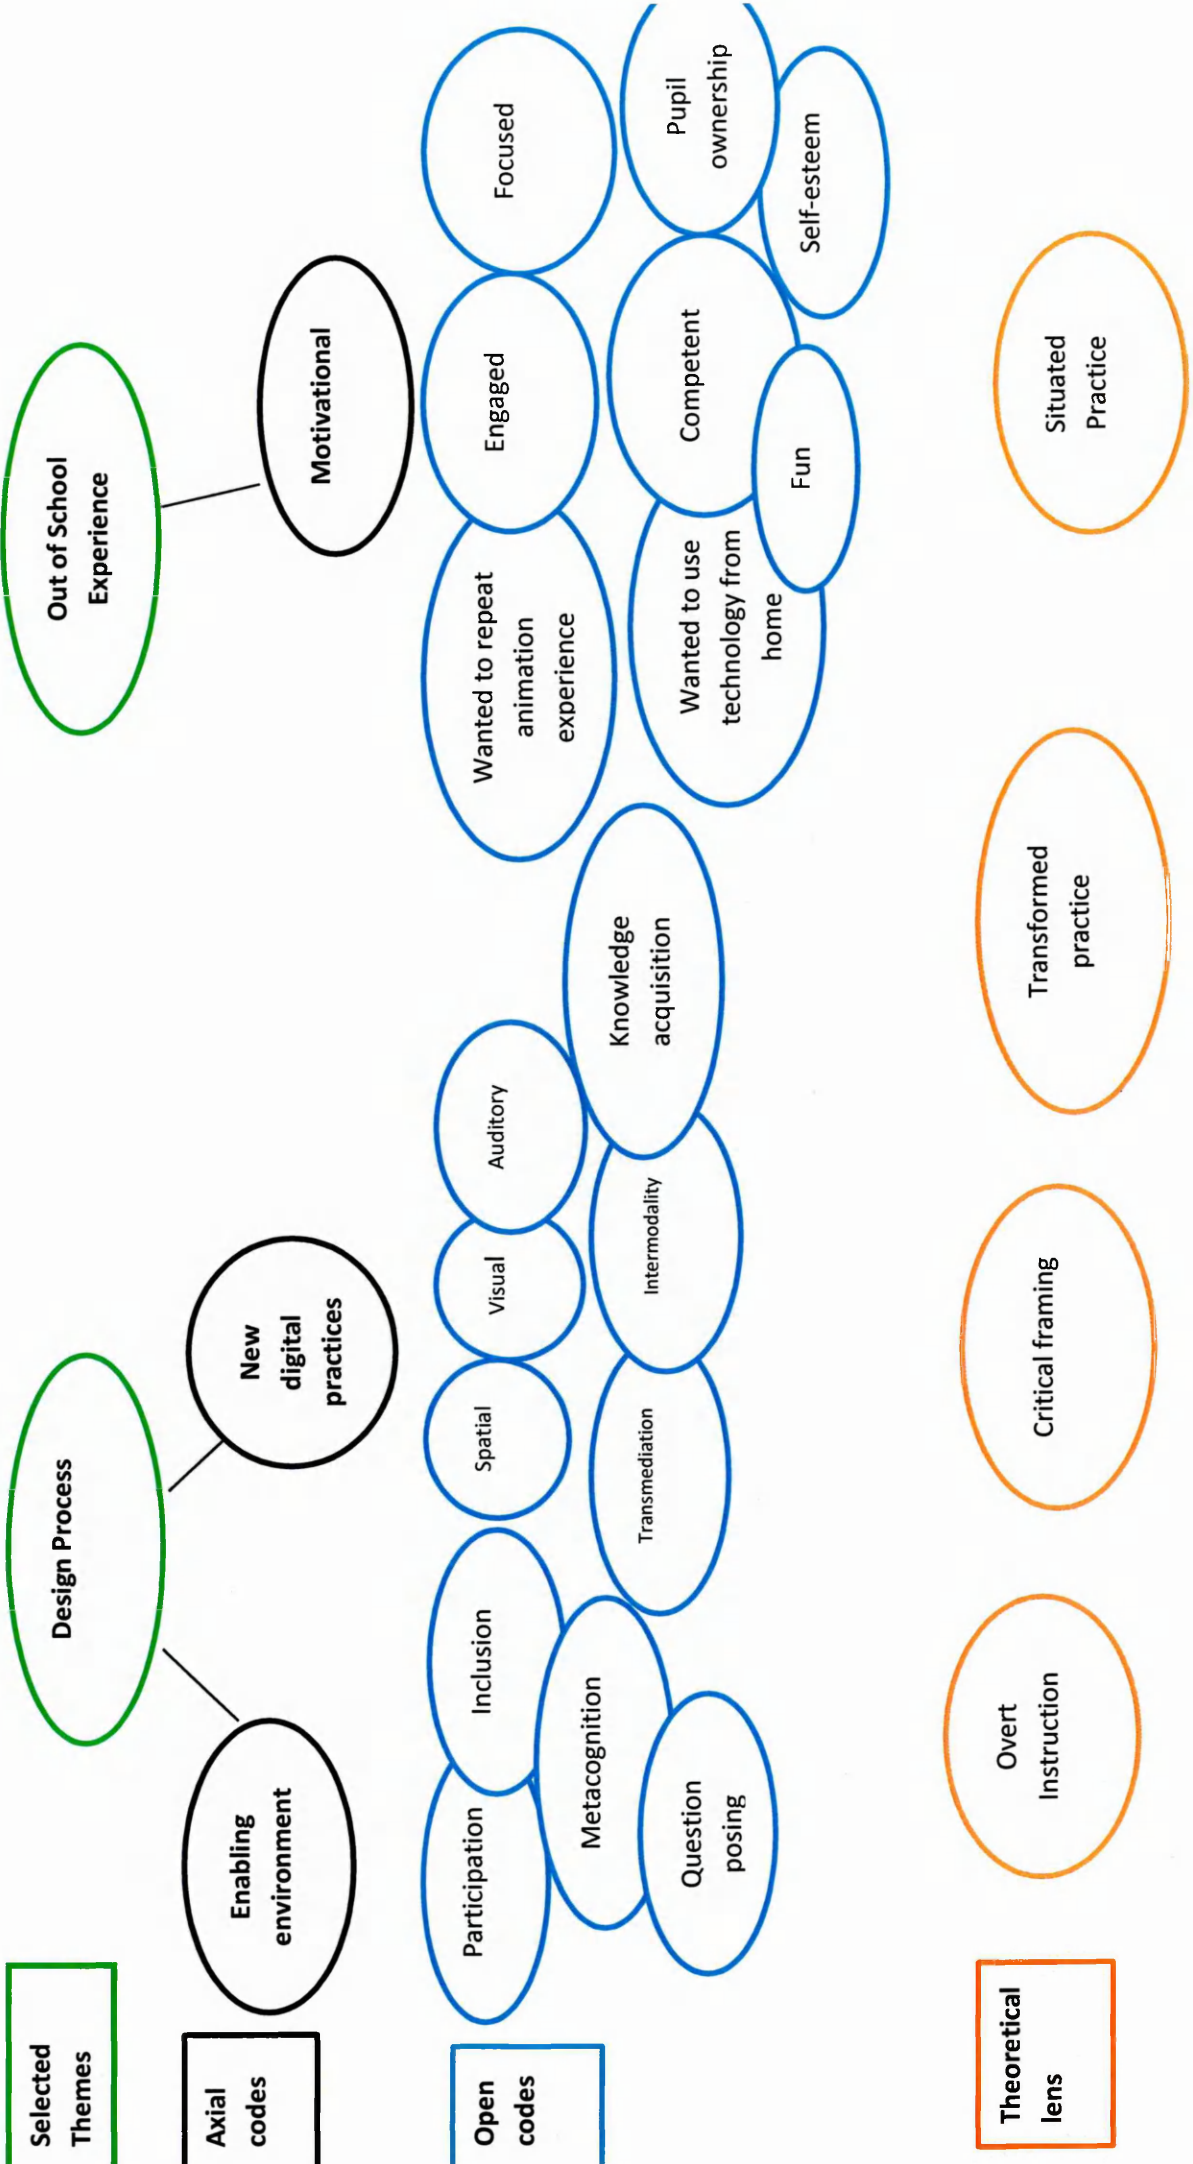 Selected
Themes
Design Process
Out of School
Experience
Axial
codes
Enabling
environment
New
digital
practices
Motivational
Open
codes
Participation
Inclusion
Spatial
Visual
Auditory
Wanted to repeat
animation
experience
Engaged
Focused
Metacognition
Question
posing
Transmediation
Intermodality
Knowledge
acquisition
Wanted to use
technology from
home
Competent
Fun
Pupil
ownership
Self-esteem
Theoretical
lens
Overt
Instruction
Critical framing
Transformed
practice
Situated
Practice